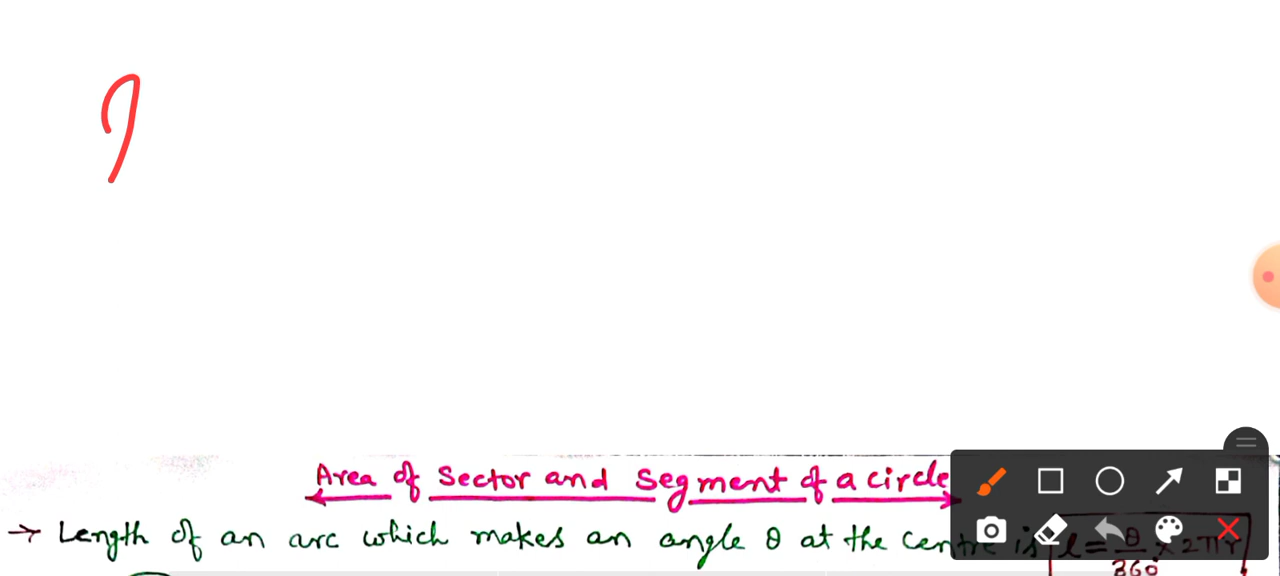 Area of Sector and Segment of a circle
→ Length of an arc which makes an angle θ at the centre is l = θ/360° × 2πr